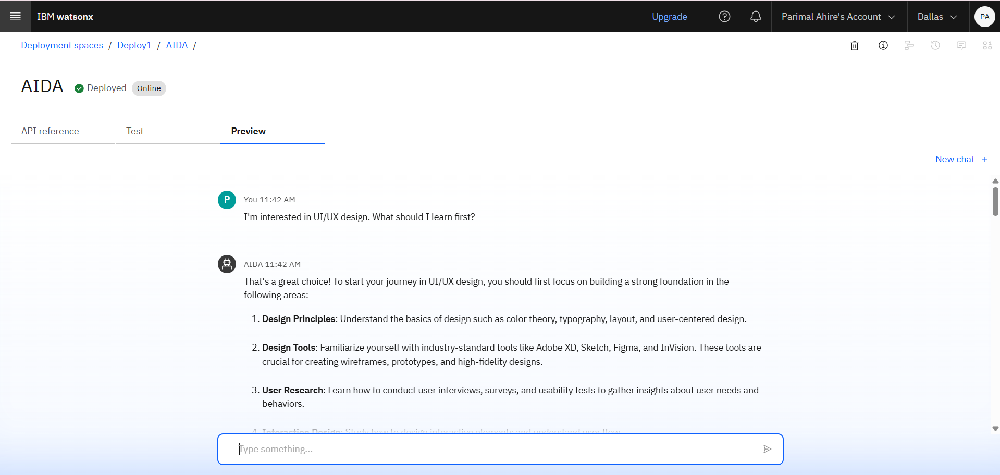 IBM watsonx
Upgrade
Parimal Ahire's Account
Dallas
PA
Deployment spaces / Deploy1 / AIDA /
AIDA
Deployed
Online
API reference
Test
Preview
New chat +
P
You 11:42 AM
I'm interested in UI/UX design. What should I learn first?
AIDA 11:42 AM
That's a great choice! To start your journey in UI/UX design, you should first focus on building a strong foundation in the
following areas:
1. Design Principles: Understand the basics of design such as color theory, typography, layout, and user-centered design.
2. Design Tools: Familiarize yourself with industry-standard tools like Adobe XD, Sketch, Figma, and InVision. These tools are
crucial for creating wireframes, prototypes, and high-fidelity designs.
3. User Research: Learn how to conduct user interviews, surveys, and usability tests to gather insights about user needs and
behaviors.
4. Interaction Design: Study how to design interactive elements and understand user flow.
Type something...